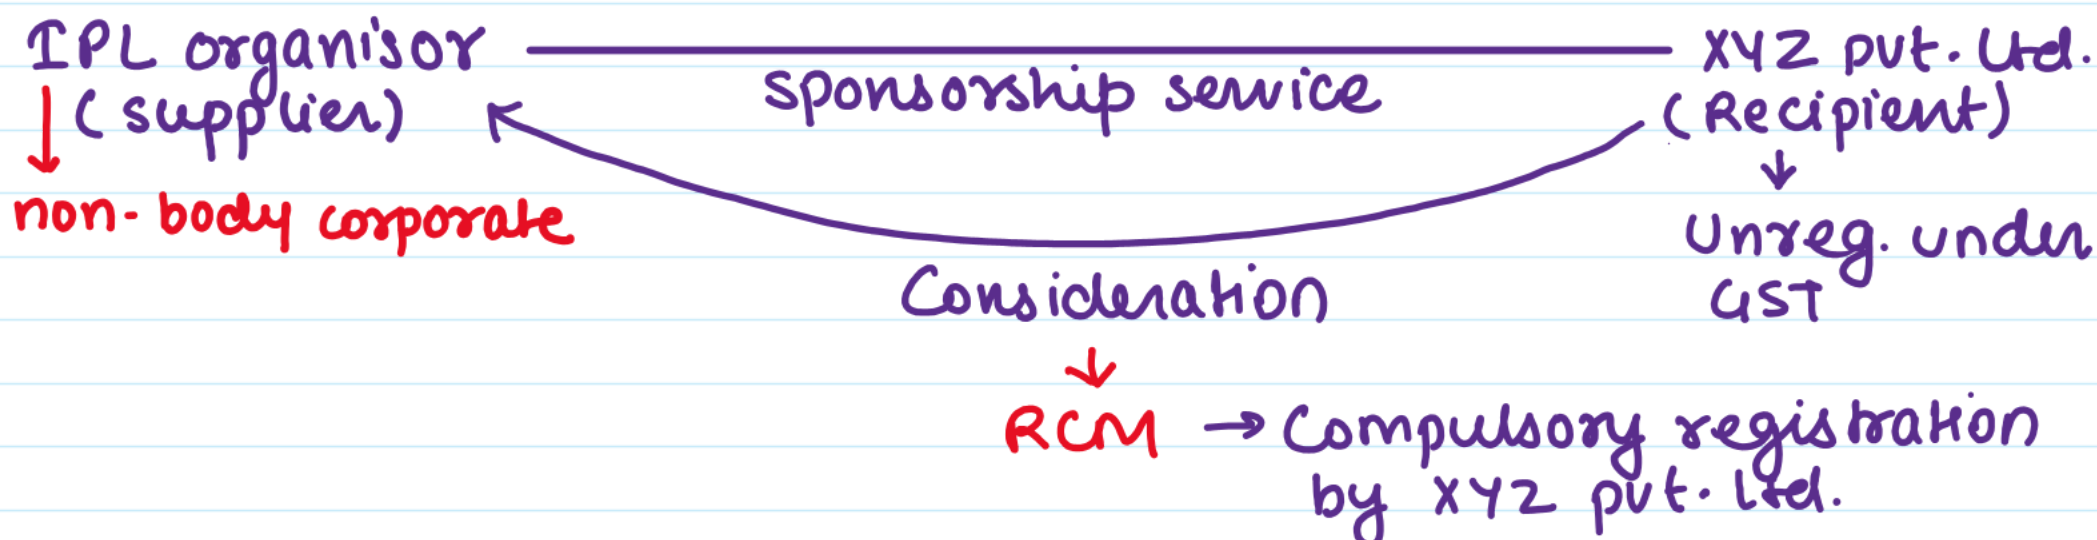 IPL organisor
(supplier)
non-body corporate
sponsorship service
XYZ pvt. Ltd.
(Recipient)
Unreg. under
GST
Consideration
RCM → Compulsory registration
by XYZ pvt. ltd.